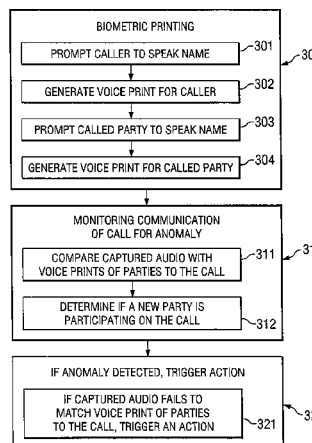 BIOMETRIC PRINTING
PROMPT CALLER TO SPEAK NAME
301
GENERATE VOICE PRINT FOR CALLER
302
PROMPT CALLED PARTY TO SPEAK NAME
303
GENERATE VOICE PRINT FOR CALLED PARTY
304
MONITORING COMMUNICATION
OF CALL FOR ANOMALY
COMPARE CAPTURED AUDIO WITH
VOICE PRINTS OF PARTIES TO THE CALL
311
DETERMINE IF A NEW PARTY IS
PARTICIPATING ON THE CALL
312
IF ANOMALY DETECTED, TRIGGER ACTION
IF CAPTURED AUDIO FAILS TO
MATCH VOICE PRINT OF PARTIES
TO THE CALL, TRIGGER AN ACTION
321